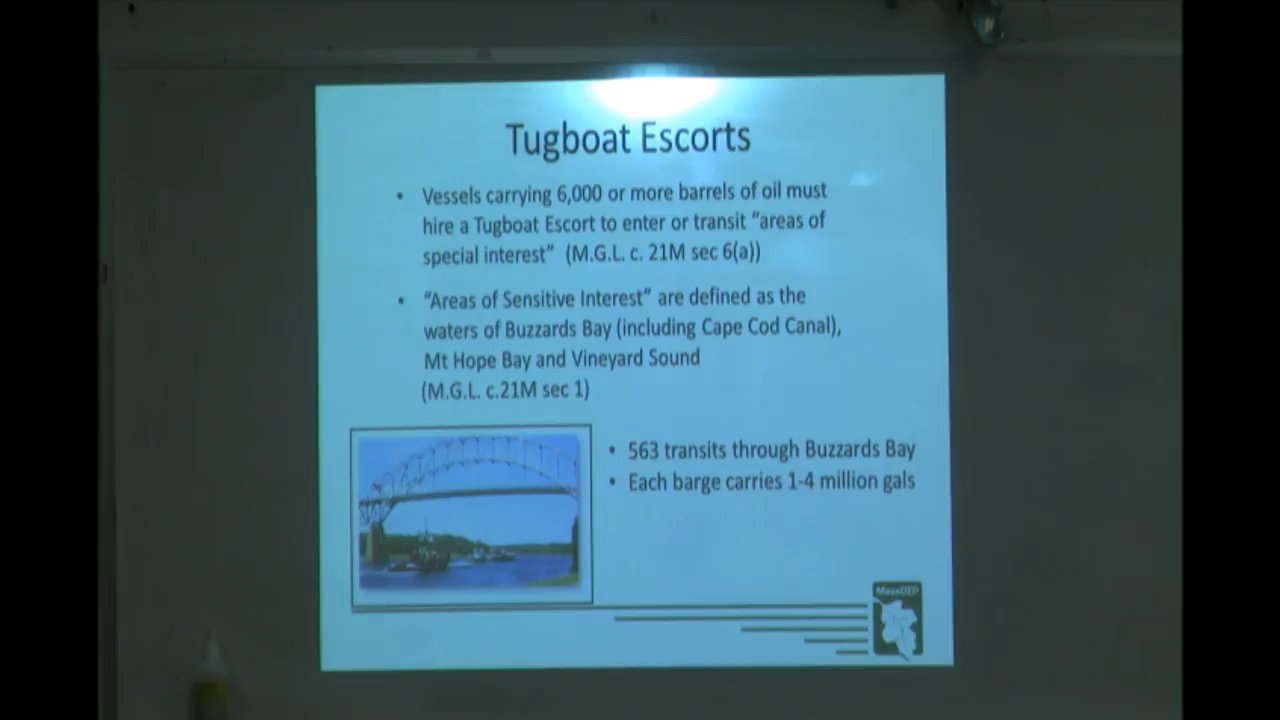 Tugboat Escorts
• Vessels carrying 6,000 or more barrels of oil must
hire a Tugboat Escort to enter or transit “areas of
special interest” (M.G.L. c. 21M sec 6(a))
• “Areas of Sensitive Interest” are defined as the
waters of Buzzards Bay (including Cape Cod Canal),
Mt Hope Bay and Vineyard Sound
(M.G.L. c.21M sec 1)
• 563 transits through Buzzards Bay
• Each barge carries 1-4 million gals
MassDEP